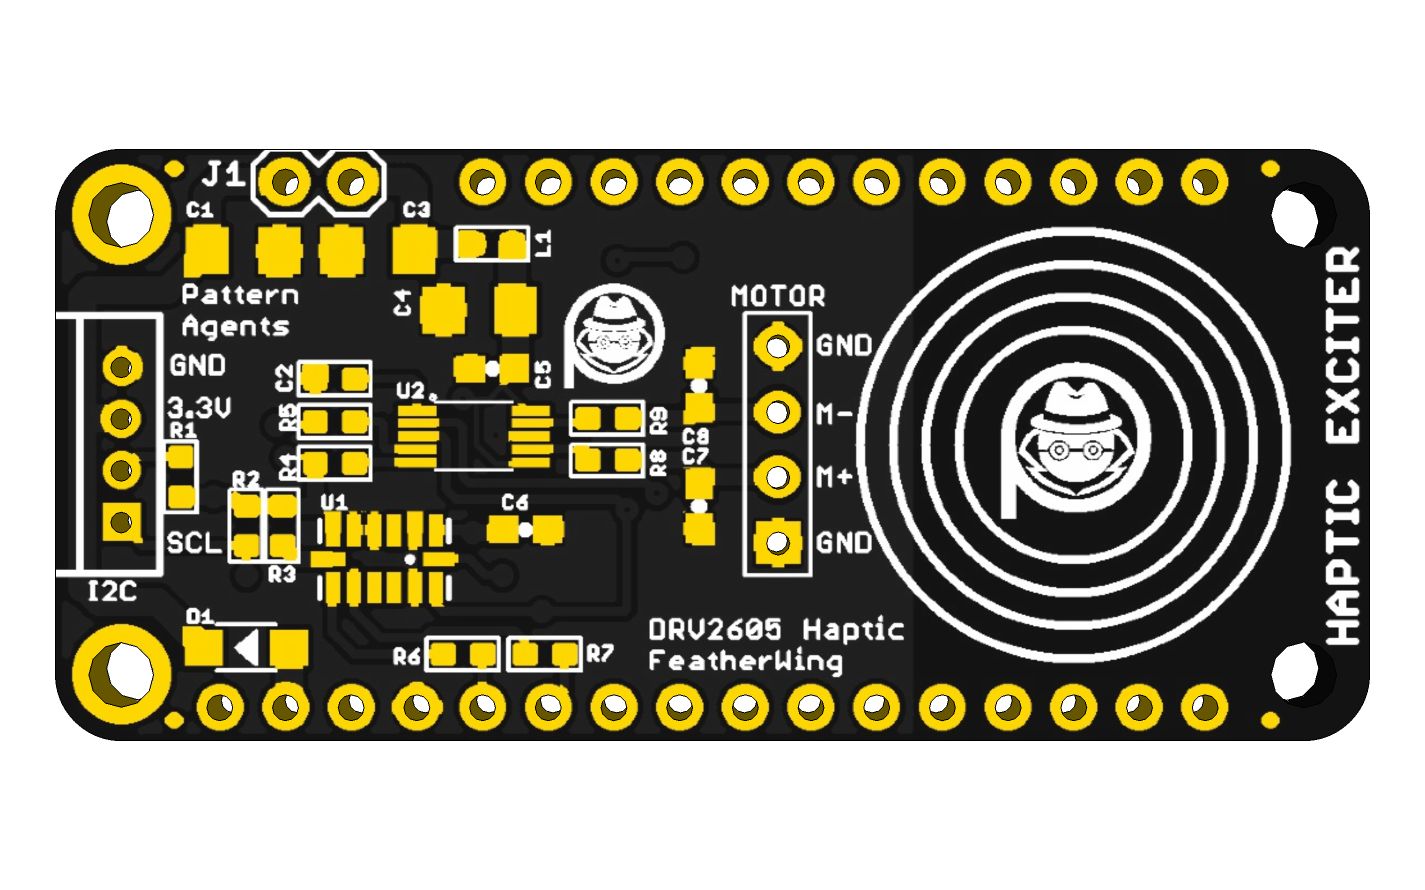 J1
C1
C3
L1
Pattern
Agents
C4
MOTOR
GND
GND
C2
C5
U2
3.3V
R5
R9
M-
R1
C8
R4
R8
C7
M+
R2
U1
C6
SCL
GND
R3
I2C
D1
DRV2605 Haptic
FeatherWing
R6
R7
HAPTIC EXCITER